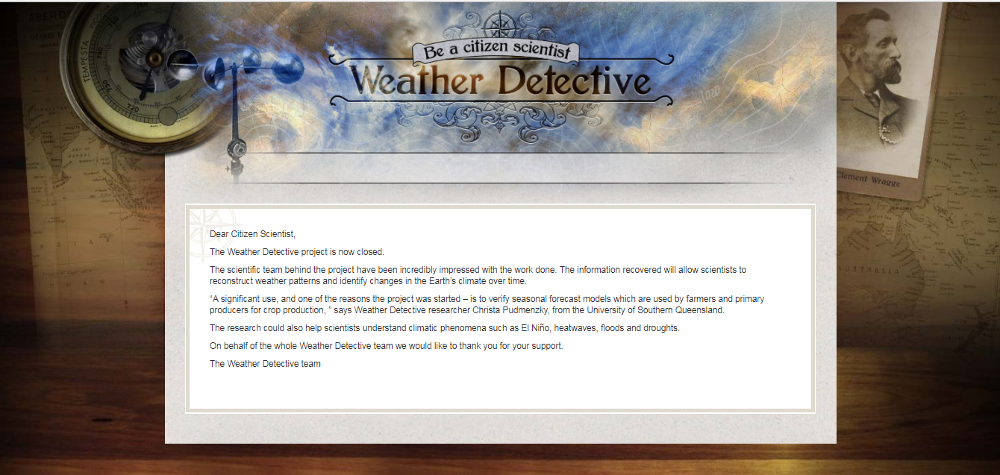 Be a citizen scientist
Weather Detective
TEMPESTA
740
730
720
Clement Wragge
AUSTRALIA
Dear Citizen Scientist,
The Weather Detective project is now closed.
The scientific team behind the project have been incredibly impressed with the work done. The information recovered will allow scientists to
reconstruct weather patterns and identify changes in the Earth's climate over time.
“A significant use, and one of the reasons the project was started – is to verify seasonal forecast models which are used by farmers and primary
producers for crop production, ” says Weather Detective researcher Christa Pudmenzky, from the University of Southern Queensland.
The research could also help scientists understand climatic phenomena such as El Niño, heatwaves, floods and droughts.
On behalf of the whole Weather Detective team we would like to thank you for your support.
The Weather Detective team